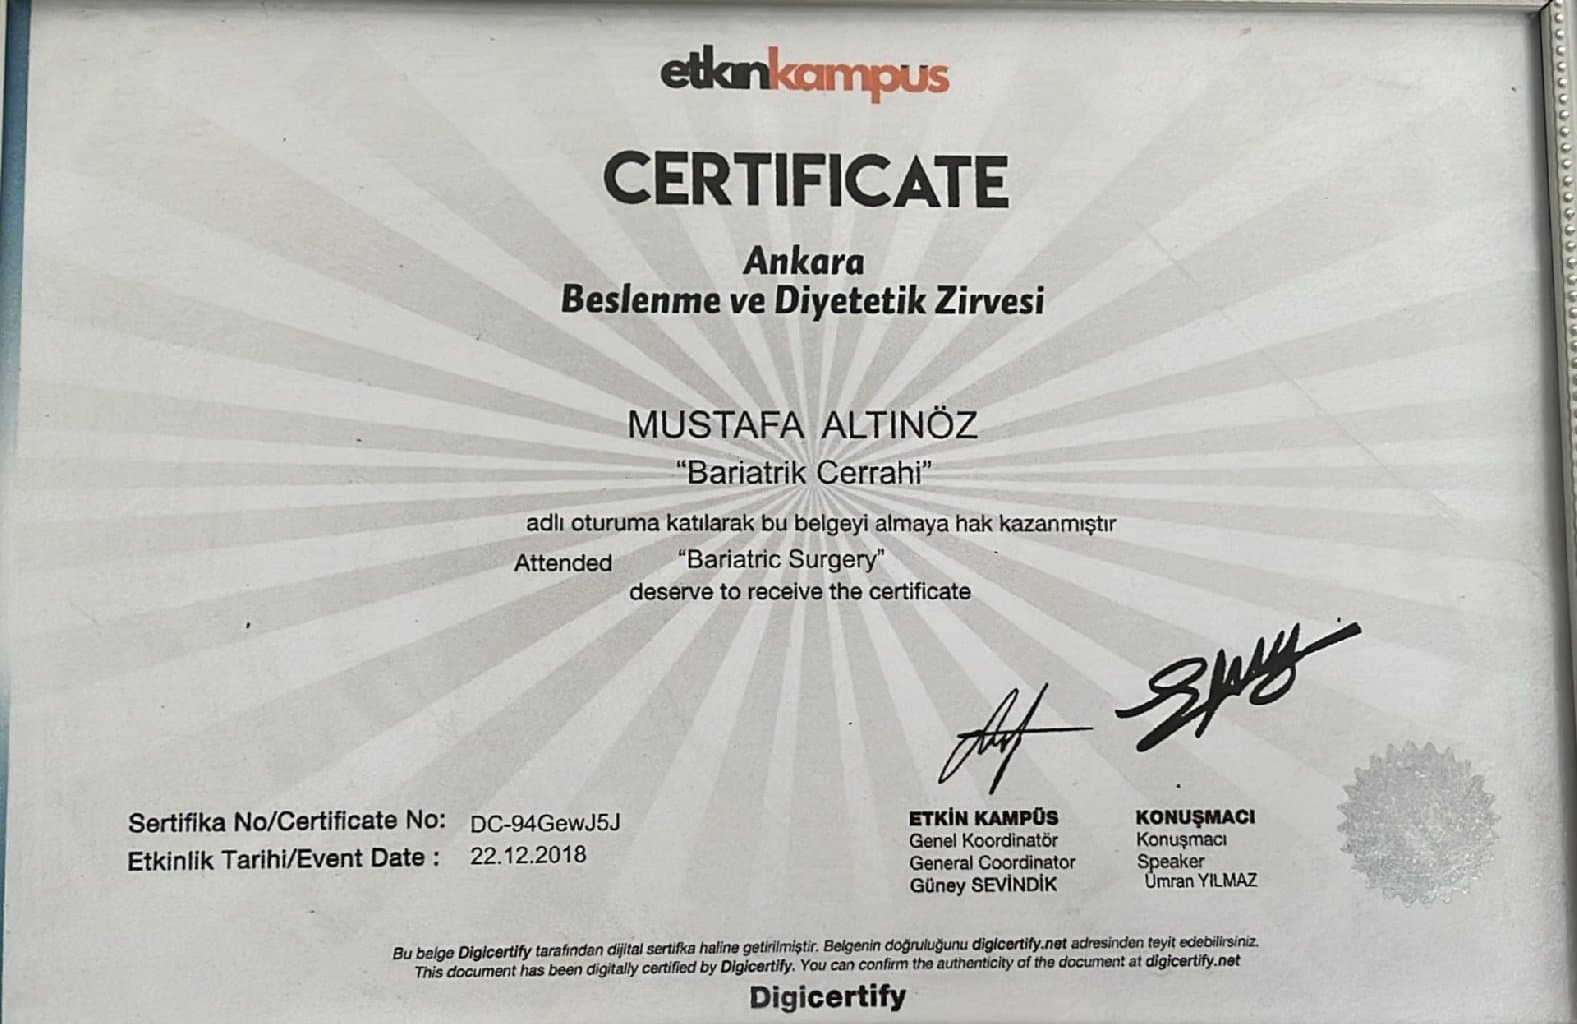 etkinkampus
CERTIFICATE
Ankara
Beslenme ve Diyetetik Zirvesi
MUSTAFA ALTINÖZ
“Bariatrik Cerrahi”
adlı oturuma katılarak bu belgeyi almaya hak kazanmıştır
Attended “Bariatric Surgery”
deserve to receive the certificate
Sertifika No/Certificate No: DC-94GewJ5J
Etkinlik Tarihi/Event Date : 22.12.2018
ETKİN KAMPÜS
Genel Koordinatör
General Coordinator
Güney SEVİNDİK
KONUŞMACI
Konuşmacı
Speaker
Ümran YILMAZ
Bu belge Digicertify tarafından dijital sertifka haline getirilmiştir. Belgenin doğruluğunu digicertify.net adresinden teyit edebilirsiniz.
This document has been digitally certified by Digicertify. You can confirm the authenticity of the document at digicertify.net
Digicertify